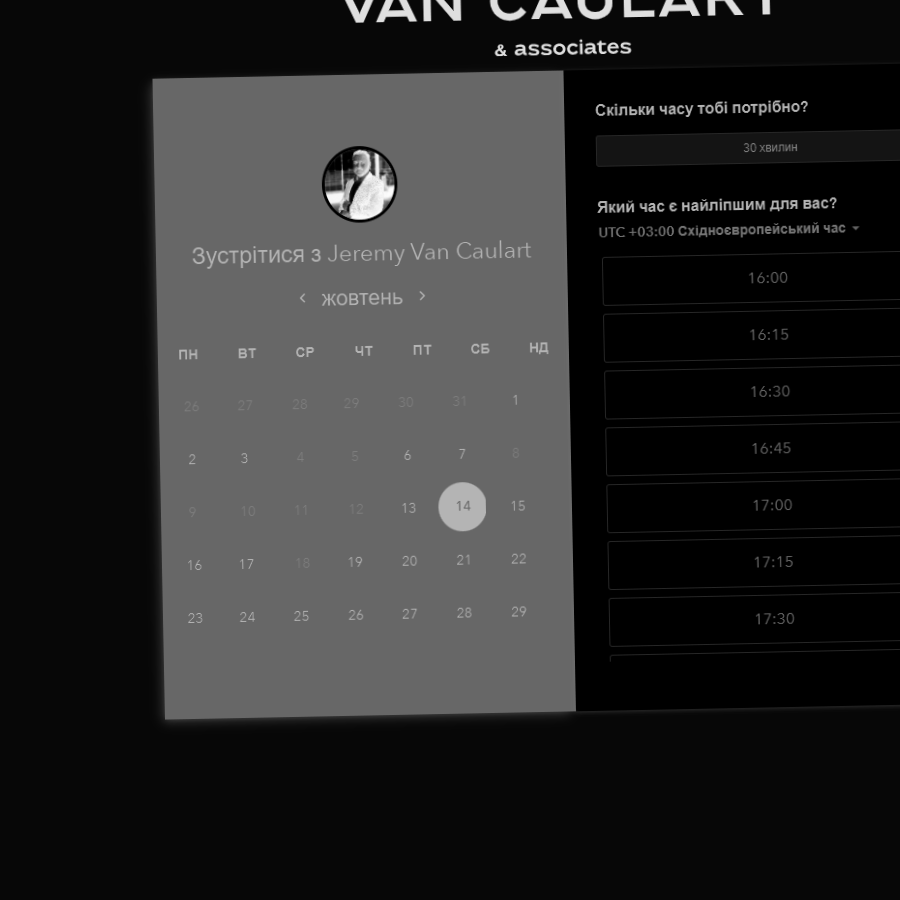 VAN CAULART
& associates
Зустрітися з Jeremy Van Caulart
жовтень
ПН ВТ СР ЧТ ПТ СБ НД
26 27 28 29 30 31 1
2 3 4 5 6 7 8
9 10 11 12 13 14 15
16 17 18 19 20 21 22
23 24 25 26 27 28 29
Скільки часу тобі потрібно?
30 хвилин
Який час є найліпшим для вас?
UTC +03:00 Східноєвропейський час
16:00
16:15
16:30
16:45
17:00
17:15
17:30